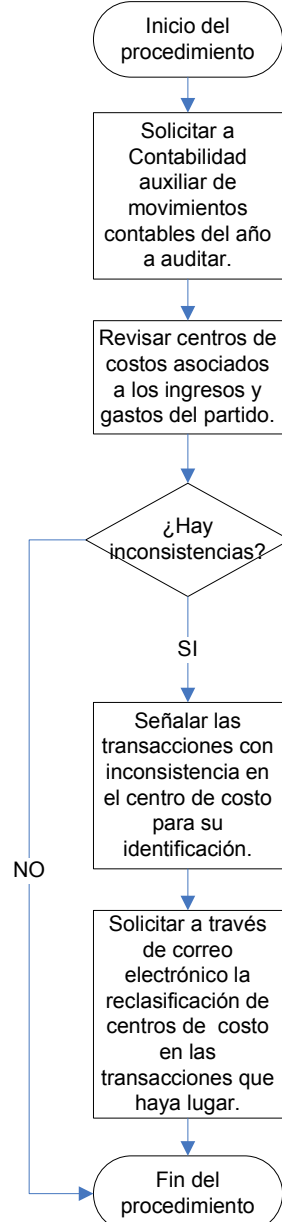 Inicio del
procedimiento
Solicitar a
Contabilidad
auxiliar de
movimientos
contables del año
a auditar.
Revisar centros de
costos asociados
a los ingresos y
gastos del partido.
¿Hay
inconsistencias?
SI
Señalar las
transacciones con
inconsistencia en
el centro de costo
para su
identificación.
NO
Solicitar a través
de correo
electrónico la
reclasificación de
centros de  costo
en las
transacciones que
haya lugar.
Fin del
procedimiento